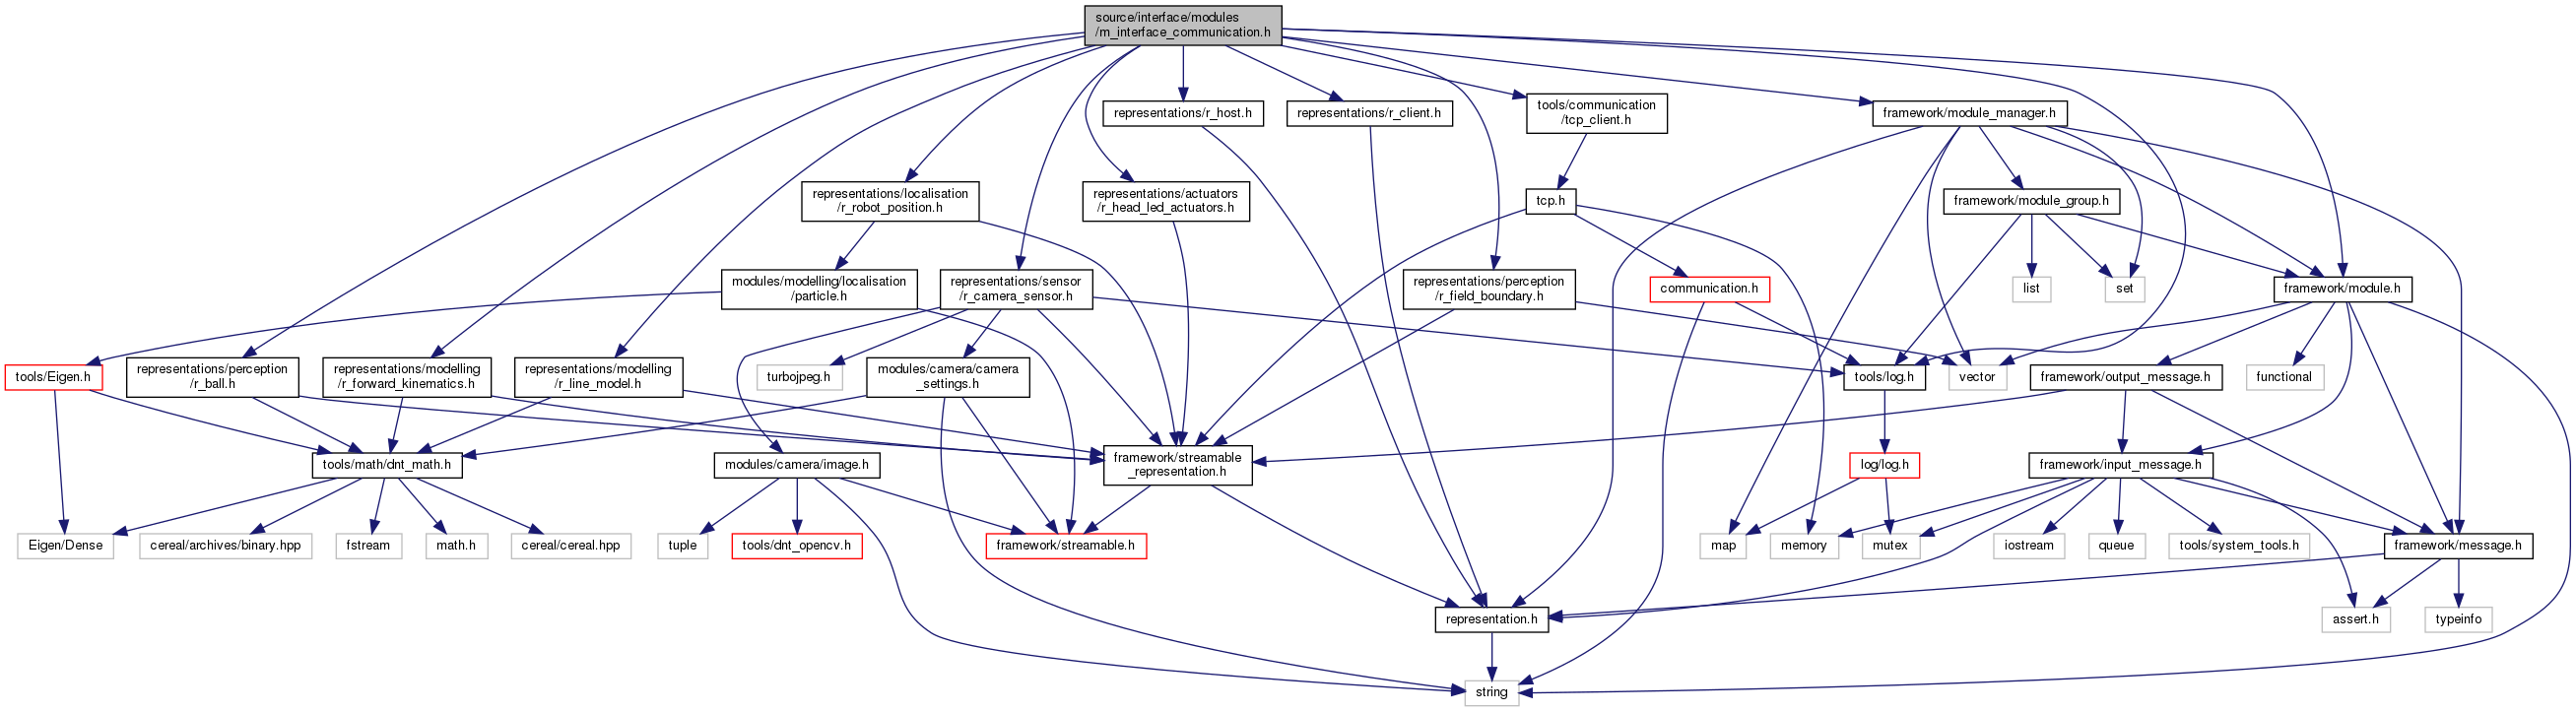 source/interface/modules
/m_interface_communication.h
representations/r_host.h
representations/r_client.h
tools/communication
/tcp_client.h
framework/module_manager.h
representations/localisation
/r_robot_position.h
representations/actuators
/r_head_led_actuators.h
tcp.h
framework/module_group.h
modules/modelling/localisation
/particle.h
representations/sensor
/r_camera_sensor.h
representations/perception
/r_field_boundary.h
communication.h
list
set
framework/module.h
tools/Eigen.h
representations/perception
/r_ball.h
representations/modelling
/r_forward_kinematics.h
representations/modelling
/r_line_model.h
turbojpeg.h
modules/camera/camera
_settings.h
tools/log.h
vector
framework/output_message.h
functional
tools/math/dnt_math.h
modules/camera/image.h
framework/streamable
_representation.h
log/log.h
framework/input_message.h
Eigen/Dense
cereal/archives/binary.hpp
fstream
math.h
cereal/cereal.hpp
tuple
tools/dnt_opencv.h
framework/streamable.h
map
memory
mutex
iostream
queue
tools/system_tools.h
framework/message.h
representation.h
assert.h
typeinfo
string